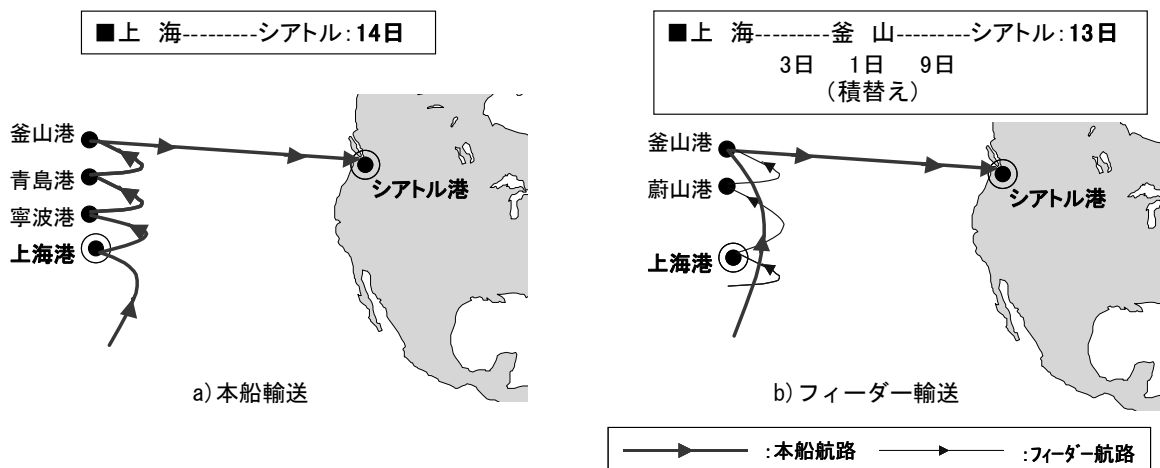 ■上　海---------シアトル：14日
釜山港
青島港
寧波港
上海港
シアトル港
a)本船輸送
■上　海---------釜　山---------シアトル：13日
3日　1日　9日
（積替え）
釜山港
蔚山港
上海港
シアトル港
b)フィーダー輸送
：本船航路　：フィーダー航路